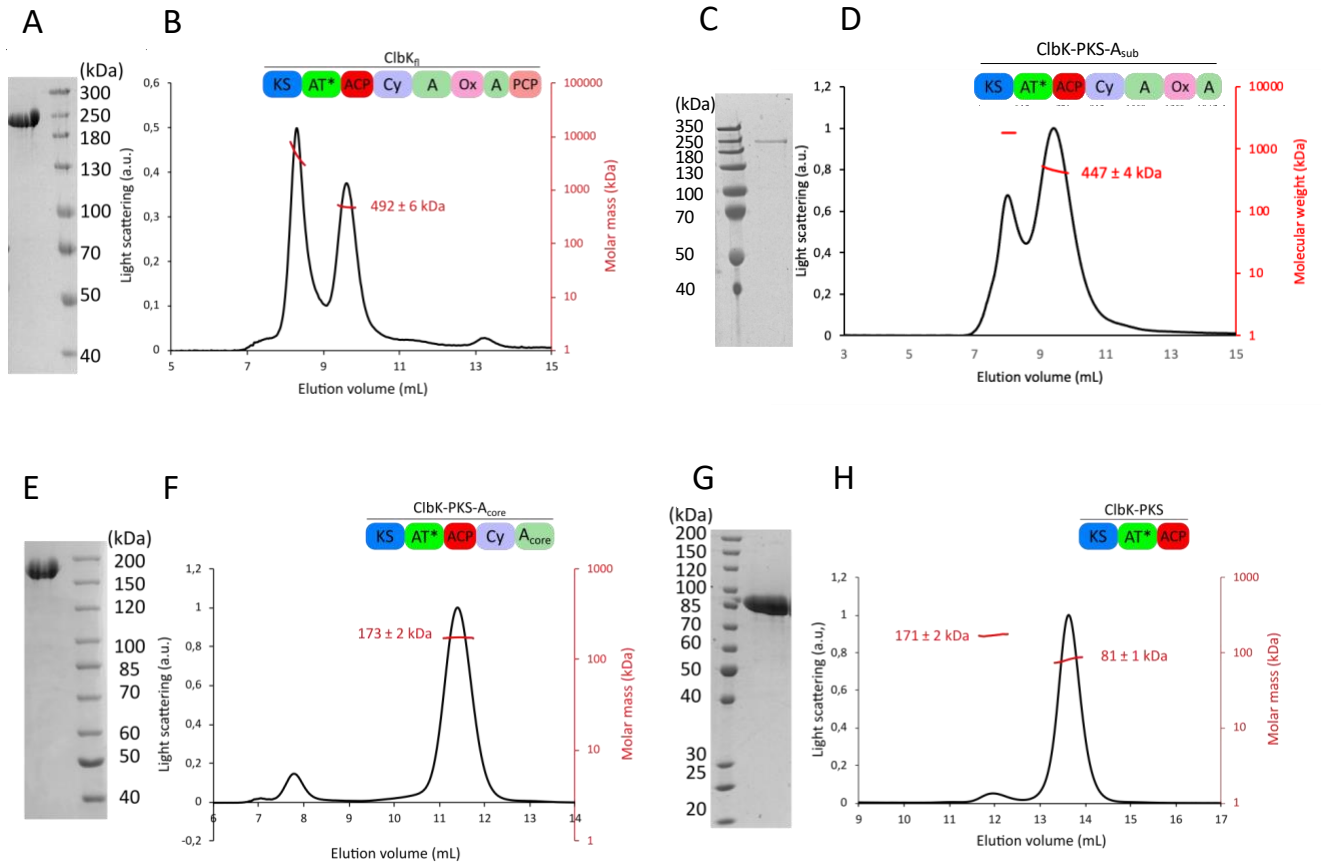 A
(kDa)
300
250
180
130
100
70
50
40
B
ClbKfl
KS AT* ACP Cy A Ox A PCP
0,6
0,5
0,4
0,3
0,2
0,1
0
Light scattering (a.u.)
100000
10000
1000
100
10
1
Molar mass (kDa)
492 ± 6 kDa
5 7 9 11 13 15
Elution volume (mL)
C
(kDa)
350
250
180
130
100
70
50
40
D
ClbK-PKS-Asub
KS AT* ACP Cy A Ox A
1,2
1
0,8
0,6
0,4
0,2
0
Light scattering (a.u.)
10000
1000
100
10
1
Molecular weight (kDa)
447 ± 4 kDa
3 5 7 9 11 13 15
Elution volume (mL)
E
(kDa)
200
150
120
100
85
70
60
50
40
F
ClbK-PKS-Acore
KS AT* ACP Cy Acore
1,2
1
0,8
0,6
0,4
0,2
0
-0,2
Light scattering (a.u.)
1000
100
10
1
Molar mass (kDa)
173 ± 2 kDa
6 7 8 9 10 11 12 13 14
Elution volume (mL)
G
(kDa)
200
150
120
100
85
70
60
50
40
30
25
20
H
ClbK-PKS
KS AT* ACP
1,2
1
0,8
0,6
0,4
0,2
0
Light scattering (a.u,)
1000
100
10
1
Molar mass (kDa)
171 ± 2 kDa
81 ± 1 kDa
9 10 11 12 13 14 15 16 17
Elution volume (mL)